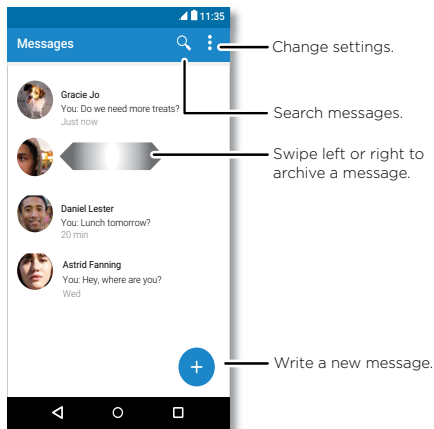 11:35
Messages
Change settings.
Gracie Jo
You: Do we need more treats?
Just now
Search messages.
Swipe left or right to
archive a message.
Daniel Lester
You: Lunch tomorrow?
20 min
Astrid Fanning
You: Hey, where are you?
Wed
Write a new message.